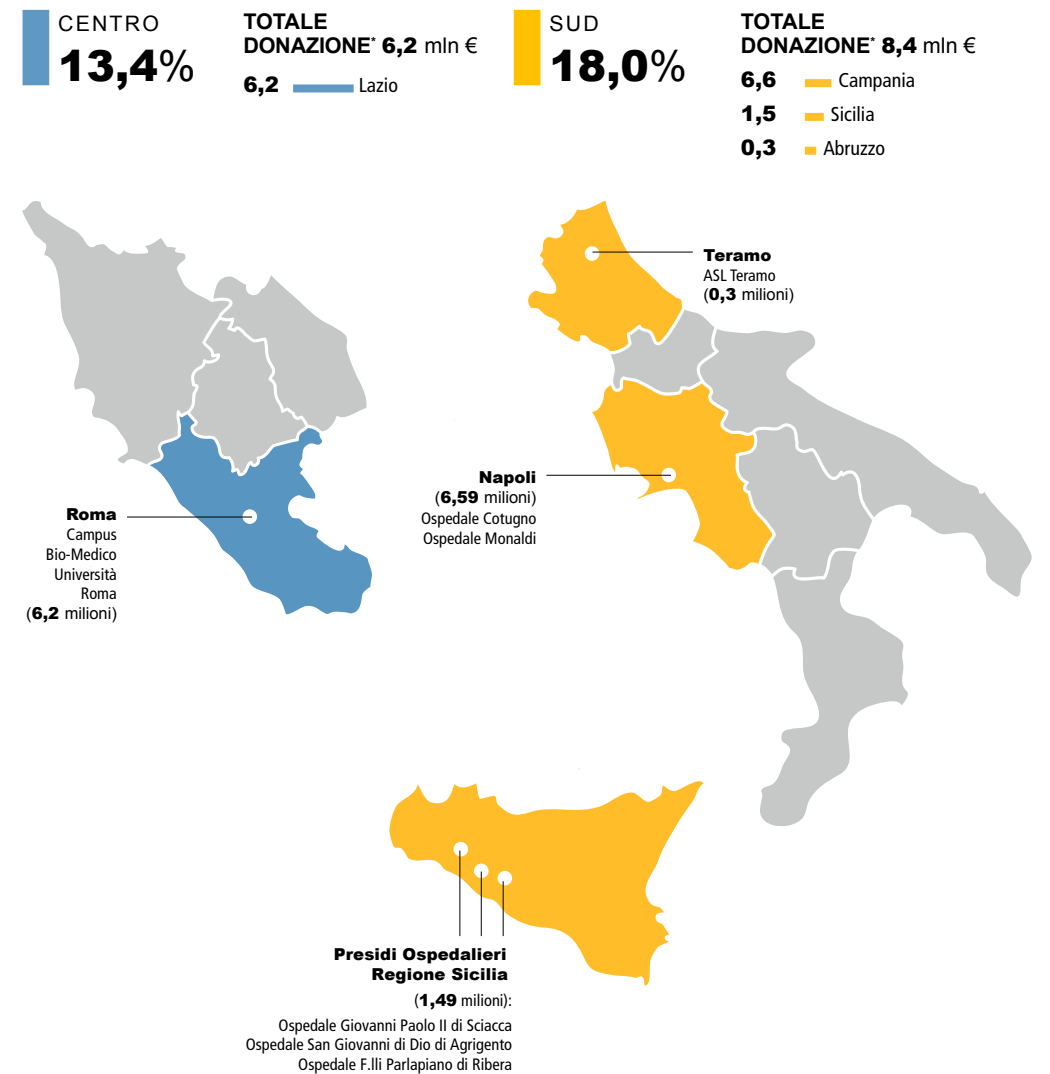 CENTRO
13,4%
TOTALE
DONAZIONE* 6,2 mln €
6,2 Lazio
SUD
18,0%
TOTALE
DONAZIONE* 8,4 mln €
6,6 Campania
1,5 Sicilia
0,3 Abruzzo
Teramo
ASL Teramo
(0,3 milioni)
Napoli
(6,59 milioni)
Ospedale Cotugno
Ospedale Monaldi
Roma
Campus
Bio-Medico
Università
Roma
(6,2 milioni)
Presidi Ospedalieri
Regione Sicilia
(1,49 milioni):
Ospedale Giovanni Paolo II di Sciacca
Ospedale San Giovanni di Dio di Agrigento
Ospedale F.lli Parlapiano di Ribera